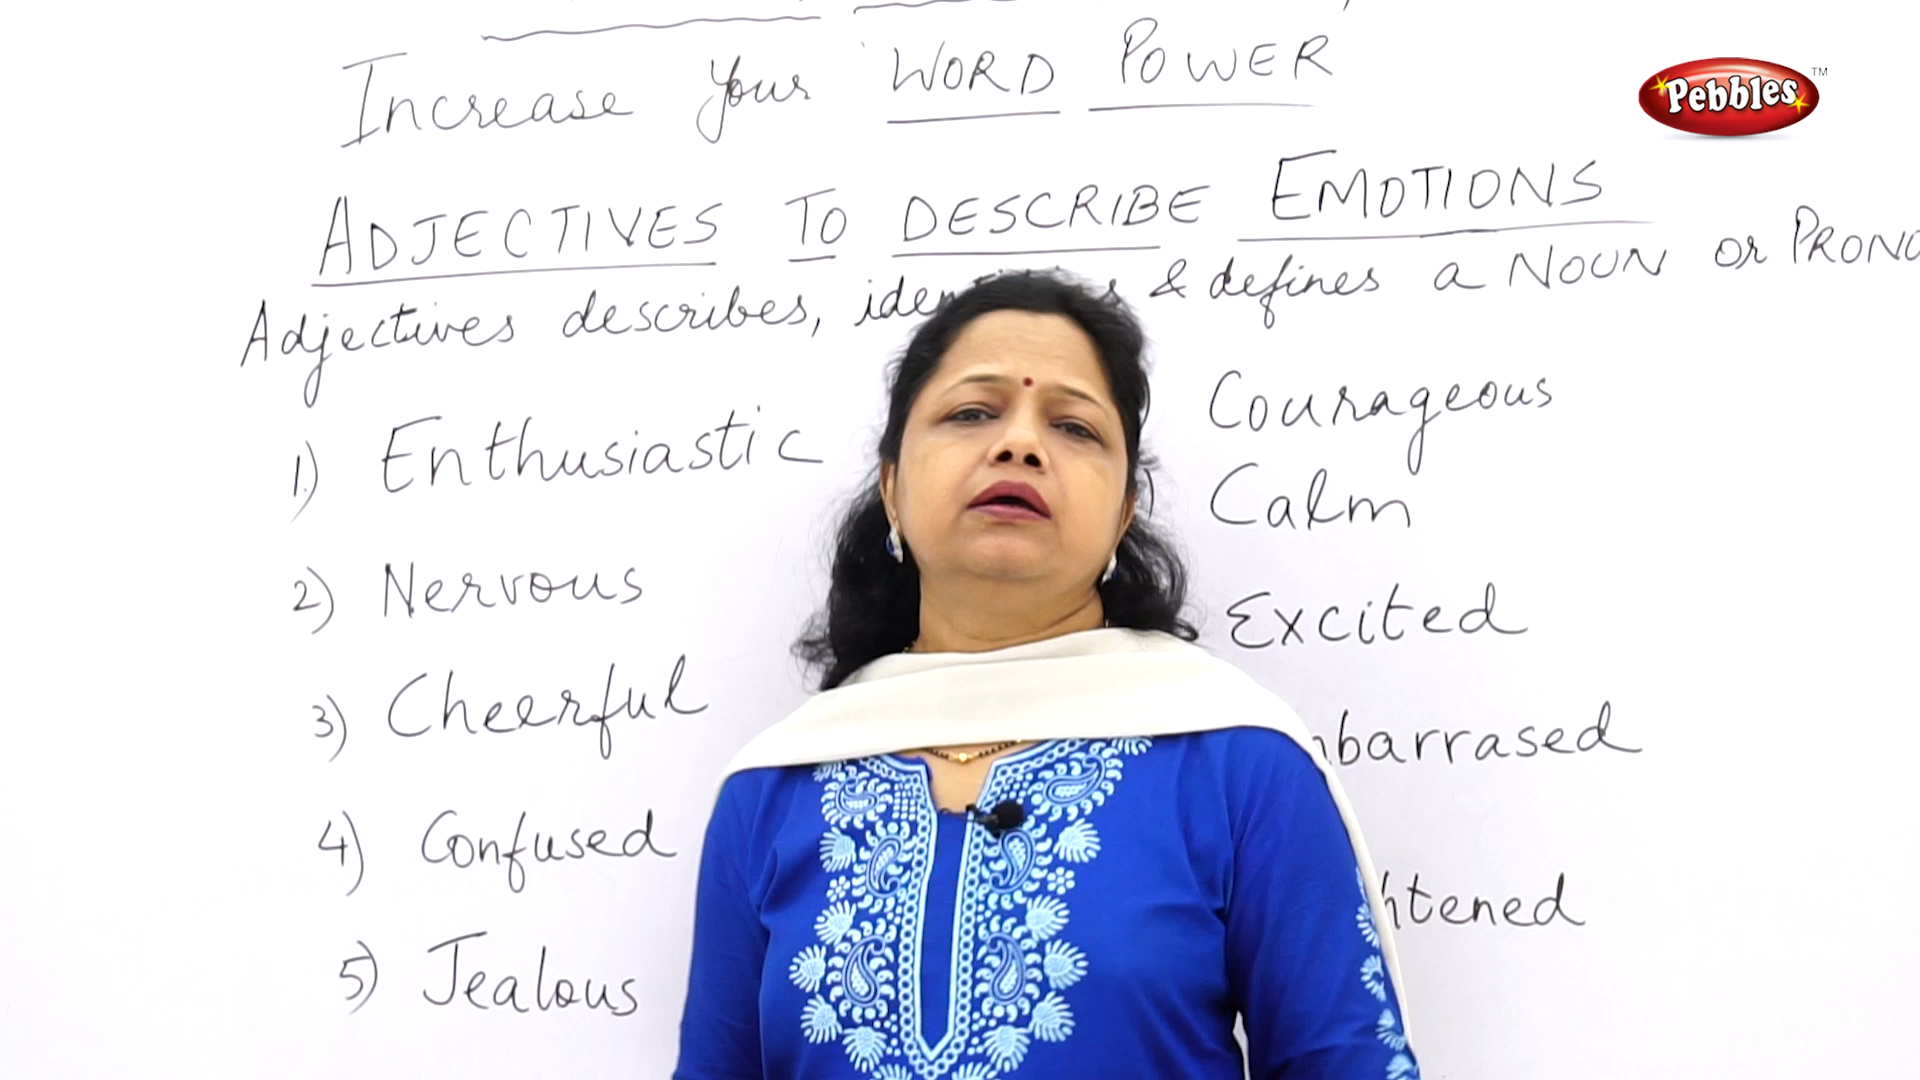 Increase Your WORD POWER
Pebbles TM
ADJECTIVES TO DESCRIBE EMOTIONS
Adjectives describes, & defines a NOUN or
1) Enthusiastic
2) Nervous
3) Cheerful
4) Confused
5) Jealous
Courageous
Calm
Excited